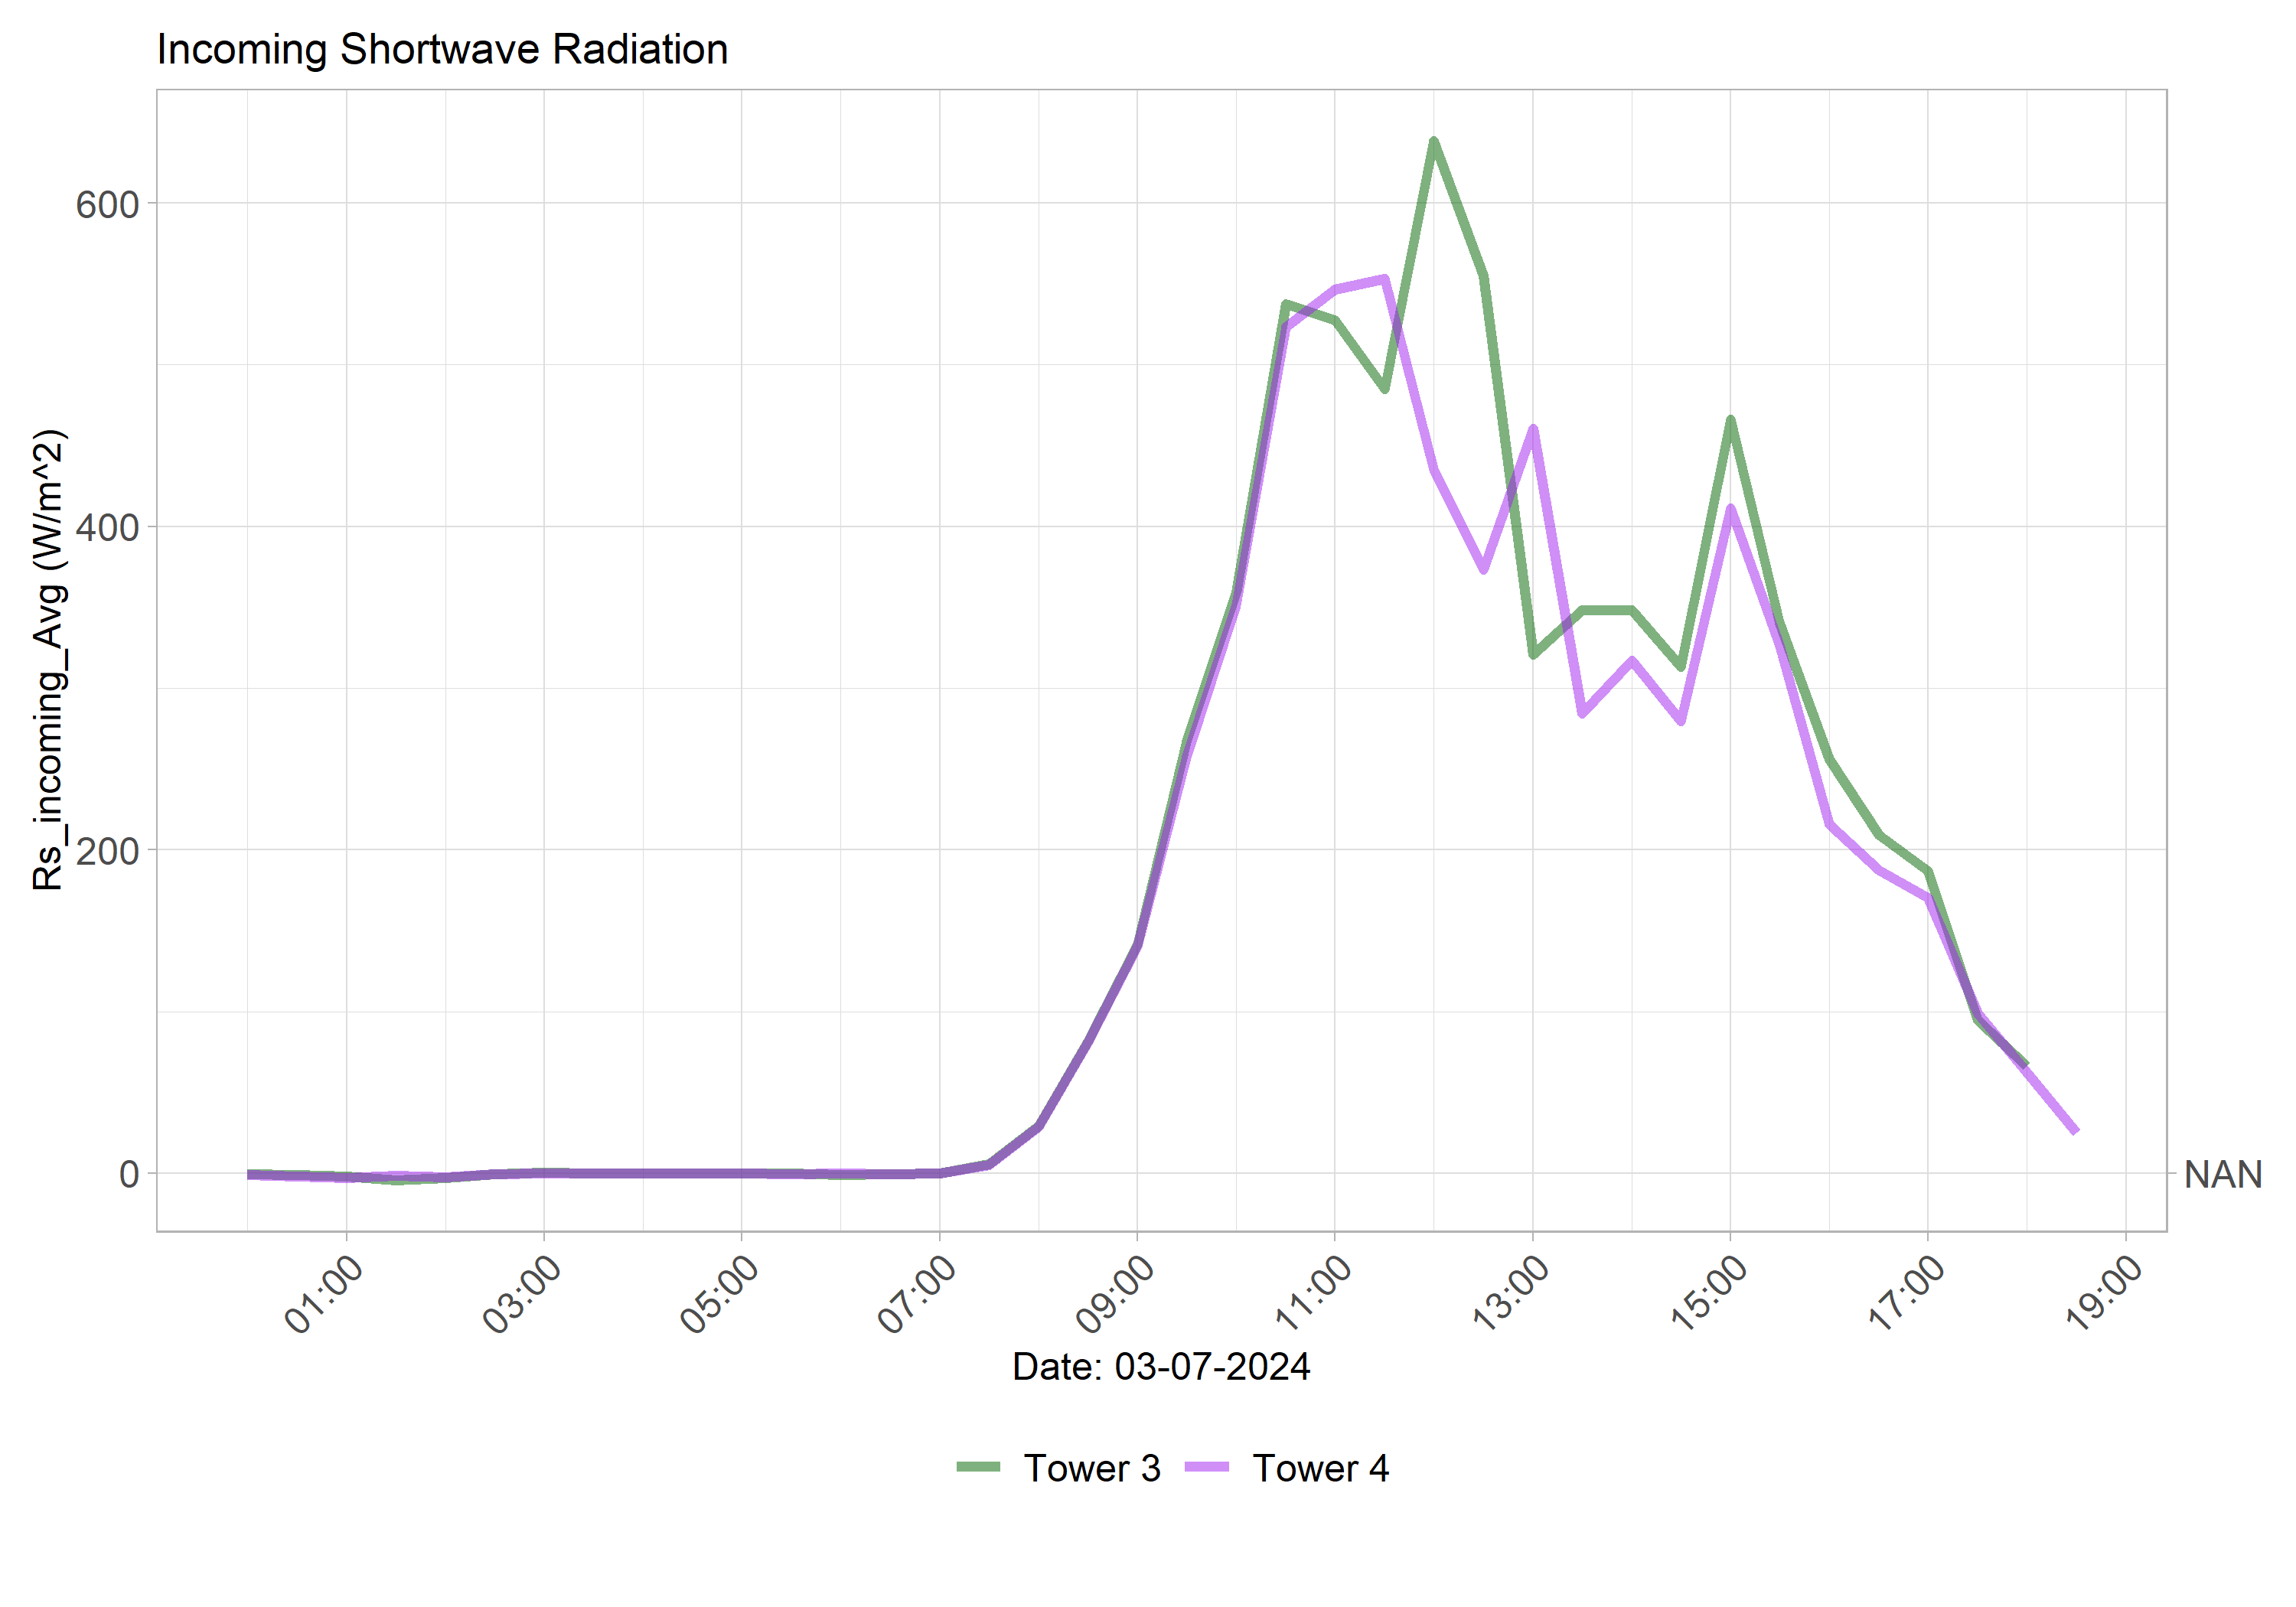 Incoming Shortwave Radiation
Rs_incoming_Avg (W/m^2)
600
400
200
0
NAN
01:00
03:00
05:00
07:00
09:00
11:00
13:00
15:00
17:00
19:00
Date: 03-07-2024
Tower 3
Tower 4